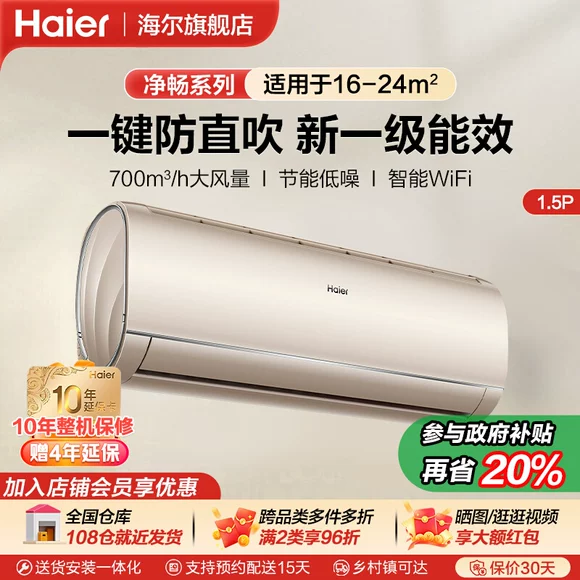 Haier 海尔旗舰店
净畅系列 适用于16-24m²
一键防直吹 新一级能效
700m³/h大风量 I 节能低噪 I 智能WiFi
1.5P
Haier
Haier
10年
延保卡
10年整机保修
赠4年延保
参与政府补贴
再省20%
加入店铺会员享优惠
全国仓库
108仓就近发货
跨品类多件多折
满2类享96折
晒图/逛逛视频
享大额红包
送货安装一体化 支持预约配送15天 乡村镇可达 保价30天